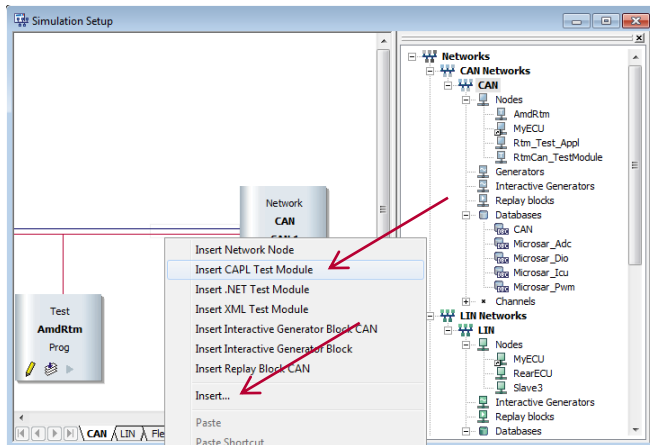 Simulation Setup
Network
CAN
CAN 1
Test
AmdRtm
Prog
Insert Network Node
Insert CAPL Test Module
Insert .NET Test Module
Insert XML Test Module
Insert Interactive Generator Block CAN
Insert Interactive Generator Block
Insert Replay Block CAN
Insert...
Paste
Paste Shortcut
CAN
LIN
Fle
Networks
CAN Networks
CAN
Nodes
AmdRtm
MyECU
Rtm_Test_Appl
RtmCan_TestModule
Generators
Interactive Generators
Replay blocks
Databases
CAN
Microsar_Adc
Microsar_Dio
Microsar_Icu
Microsar_Pwm
Channels
LIN Networks
LIN
Nodes
MyECU
RearECU
Slave3
Interactive Generators
Replay blocks
Databases